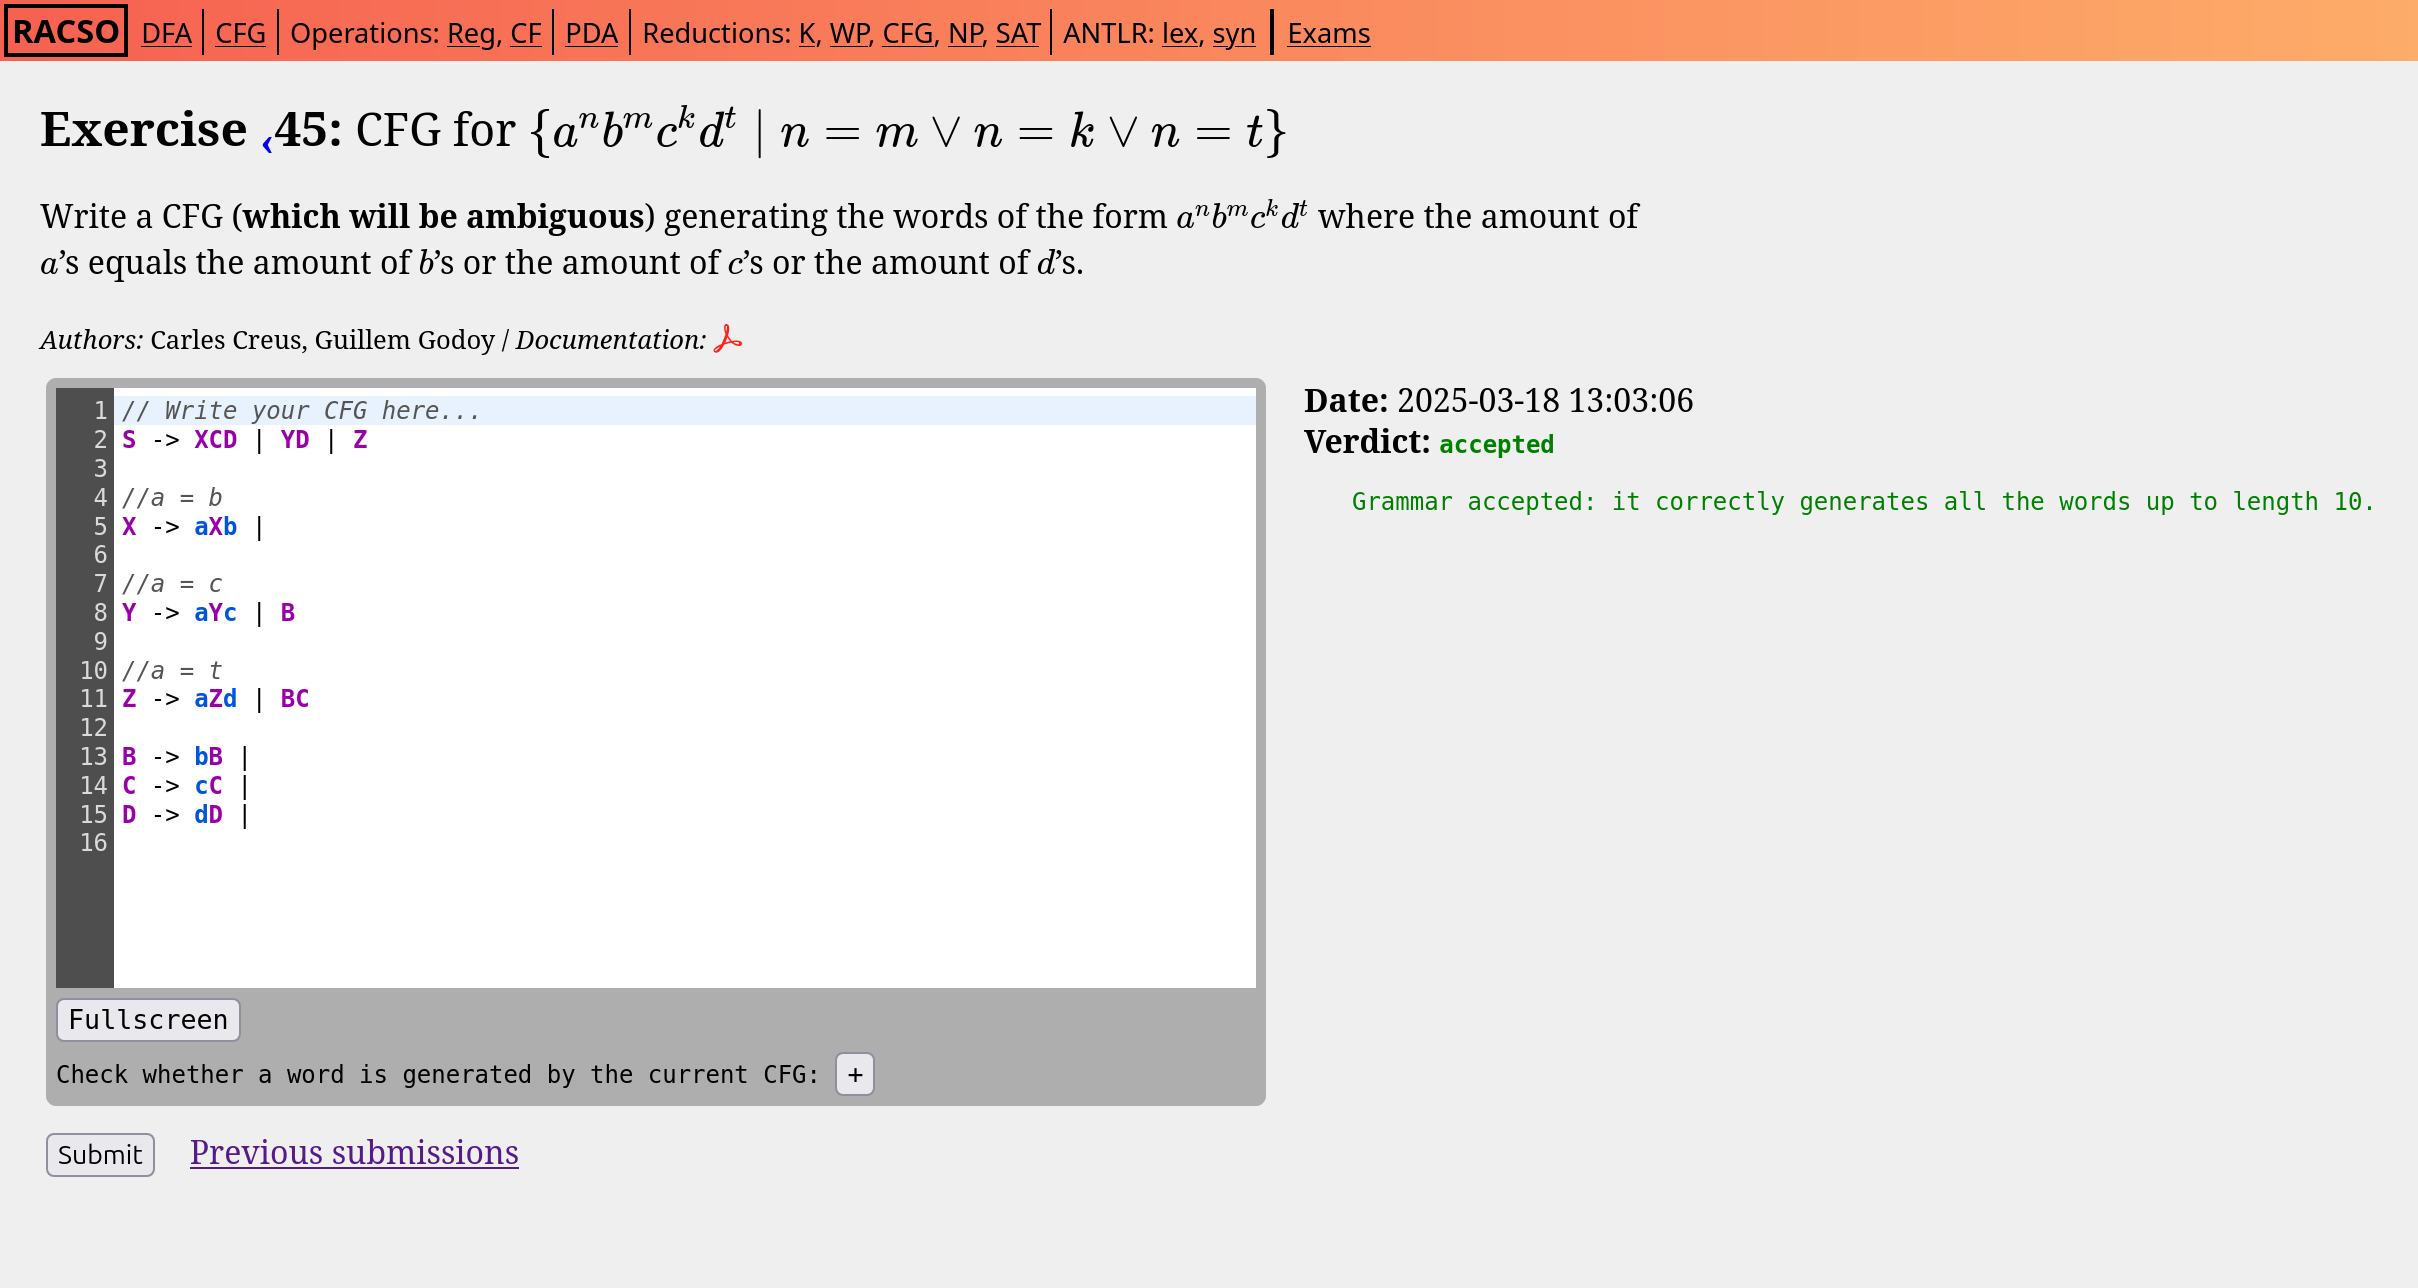 RACSO DFA CFG Operations: Reg, CF PDA Reductions: K, WP, CFG, NP, SAT ANTLR: lex, syn Exams
Exercise ‹45: CFG for {aⁿbᵐcᵏdᵗ | n = m ∨ n = k ∨ n = t}
Write a CFG (which will be ambiguous) generating the words of the form aⁿbᵐcᵏdᵗ where the amount of
a’s equals the amount of b’s or the amount of c’s or the amount of d’s.
Authors: Carles Creus, Guillem Godoy / Documentation:
1 // Write your CFG here...
2 S -> XCD | YD | Z
3
4 //a = b
5 X -> aXb |
6
7 //a = c
8 Y -> aYc | B
9
10 //a = t
11 Z -> aZd | BC
12
13 B -> bB |
14 C -> cC |
15 D -> dD |
16
Fullscreen
Check whether a word is generated by the current CFG: +
Submit Previous submissions
Date: 2025-03-18 13:03:06
Verdict: accepted
Grammar accepted: it correctly generates all the words up to length 10.